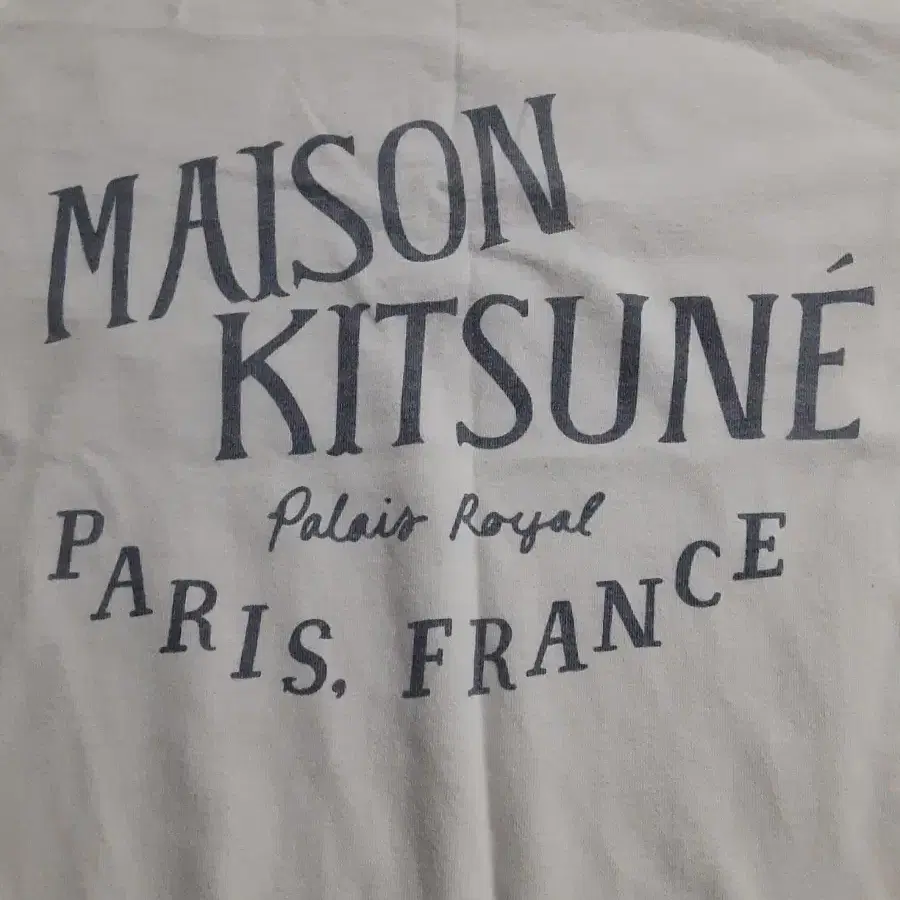 MAISON
KITSUNÉ
Palais Royal
PARIS, FRANCE